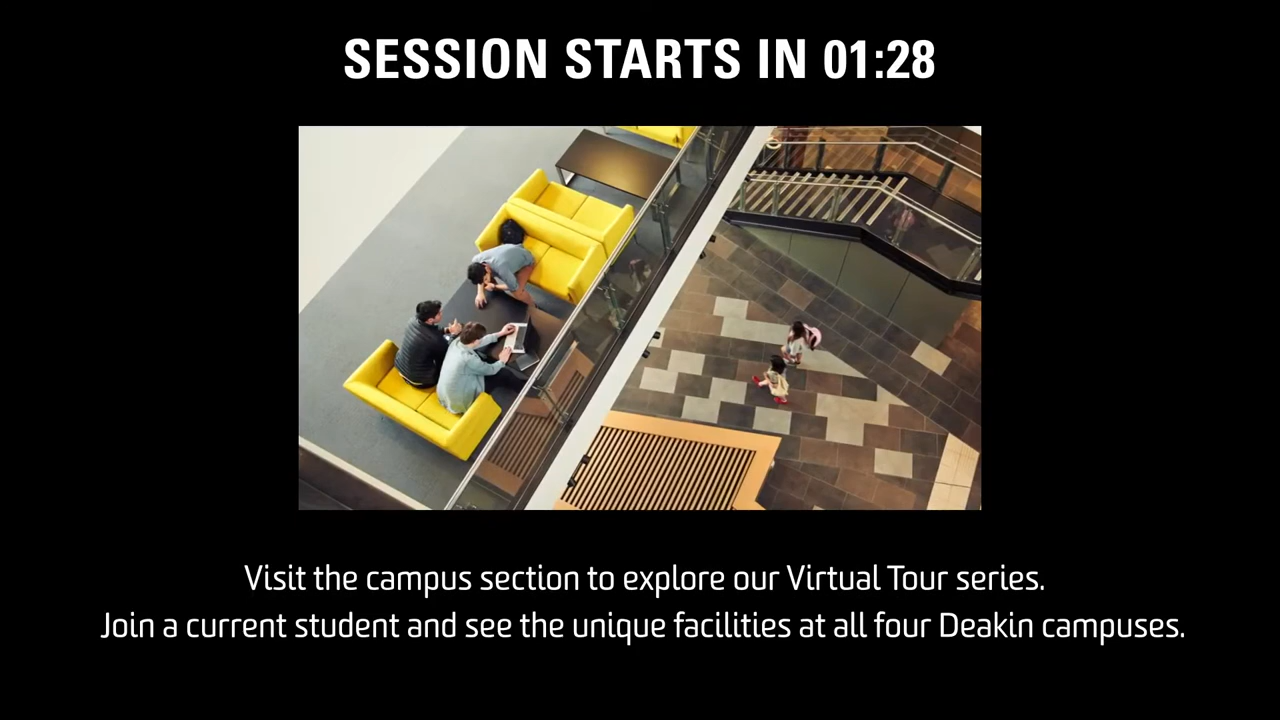 SESSION STARTS IN 01:28
Visit the campus section to explore our Virtual Tour series.
Join a current student and see the unique facilities at all four Deakin campuses.